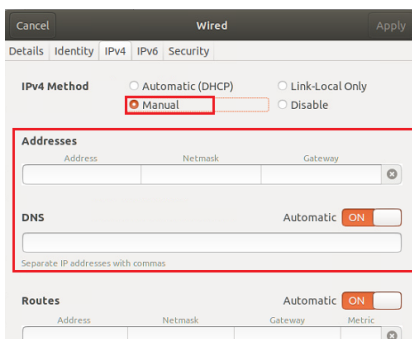 Cancel Wired Apply
Details Identity IPv4 IPv6 Security
IPv4 Method Automatic (DHCP) Link-Local Only
Manual Disable
Addresses
Address Netmask Gateway
DNS Automatic ON
Separate IP addresses with commas
Routes Automatic ON
Address Netmask Gateway Metric